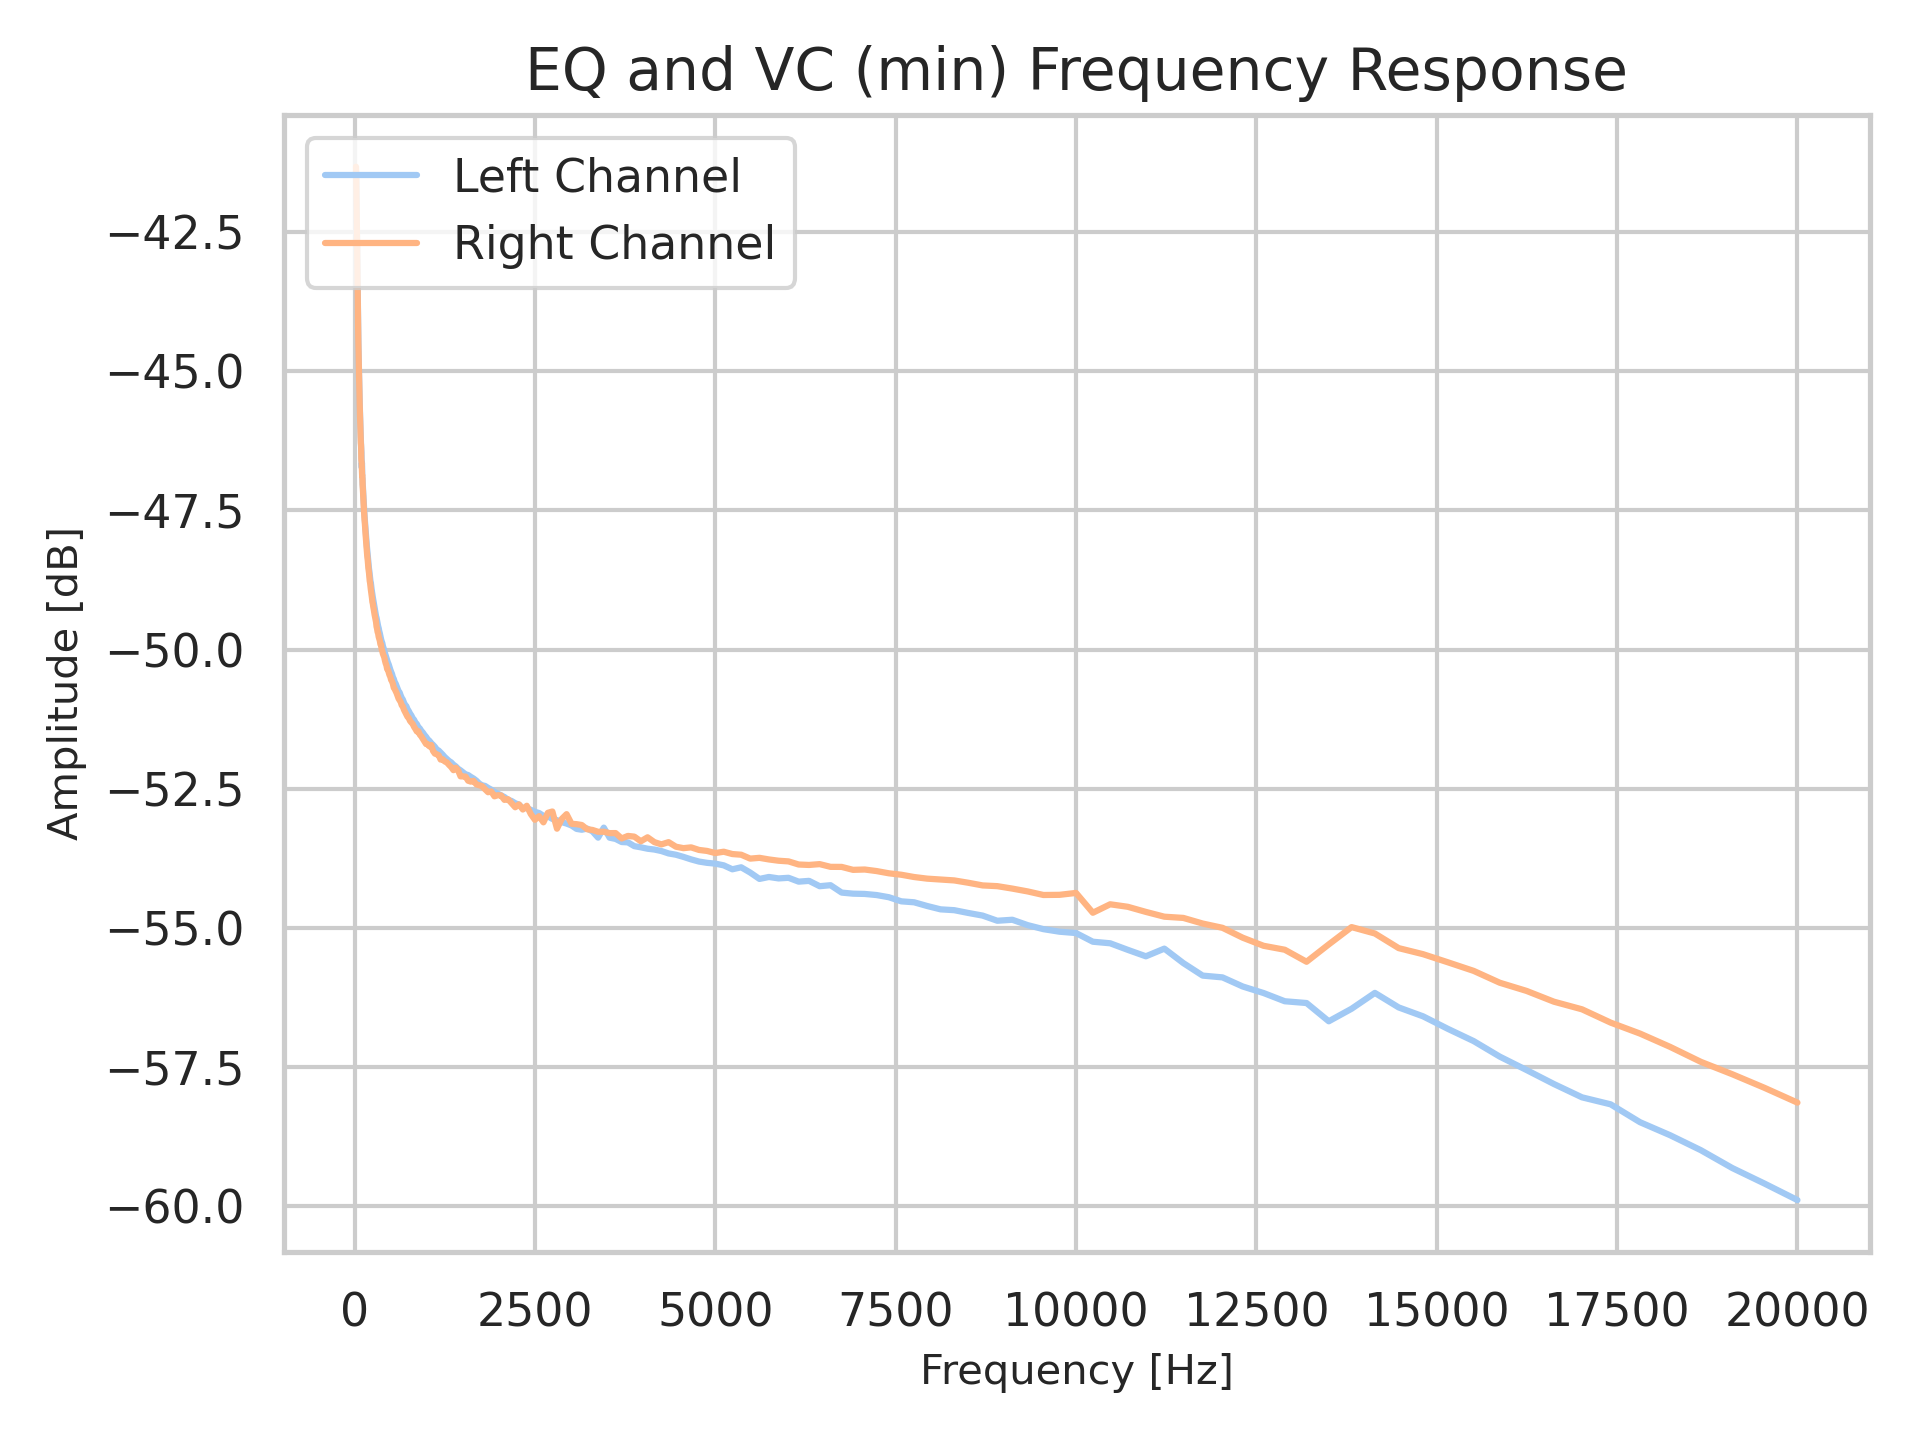 EQ and VC (min) Frequency Response
Left Channel
Right Channel
−42.5
−45.0
−47.5
−50.0
−52.5
−55.0
−57.5
−60.0
Amplitude [dB]
0 2500 5000 7500 10000 12500 15000 17500 20000
Frequency [Hz]